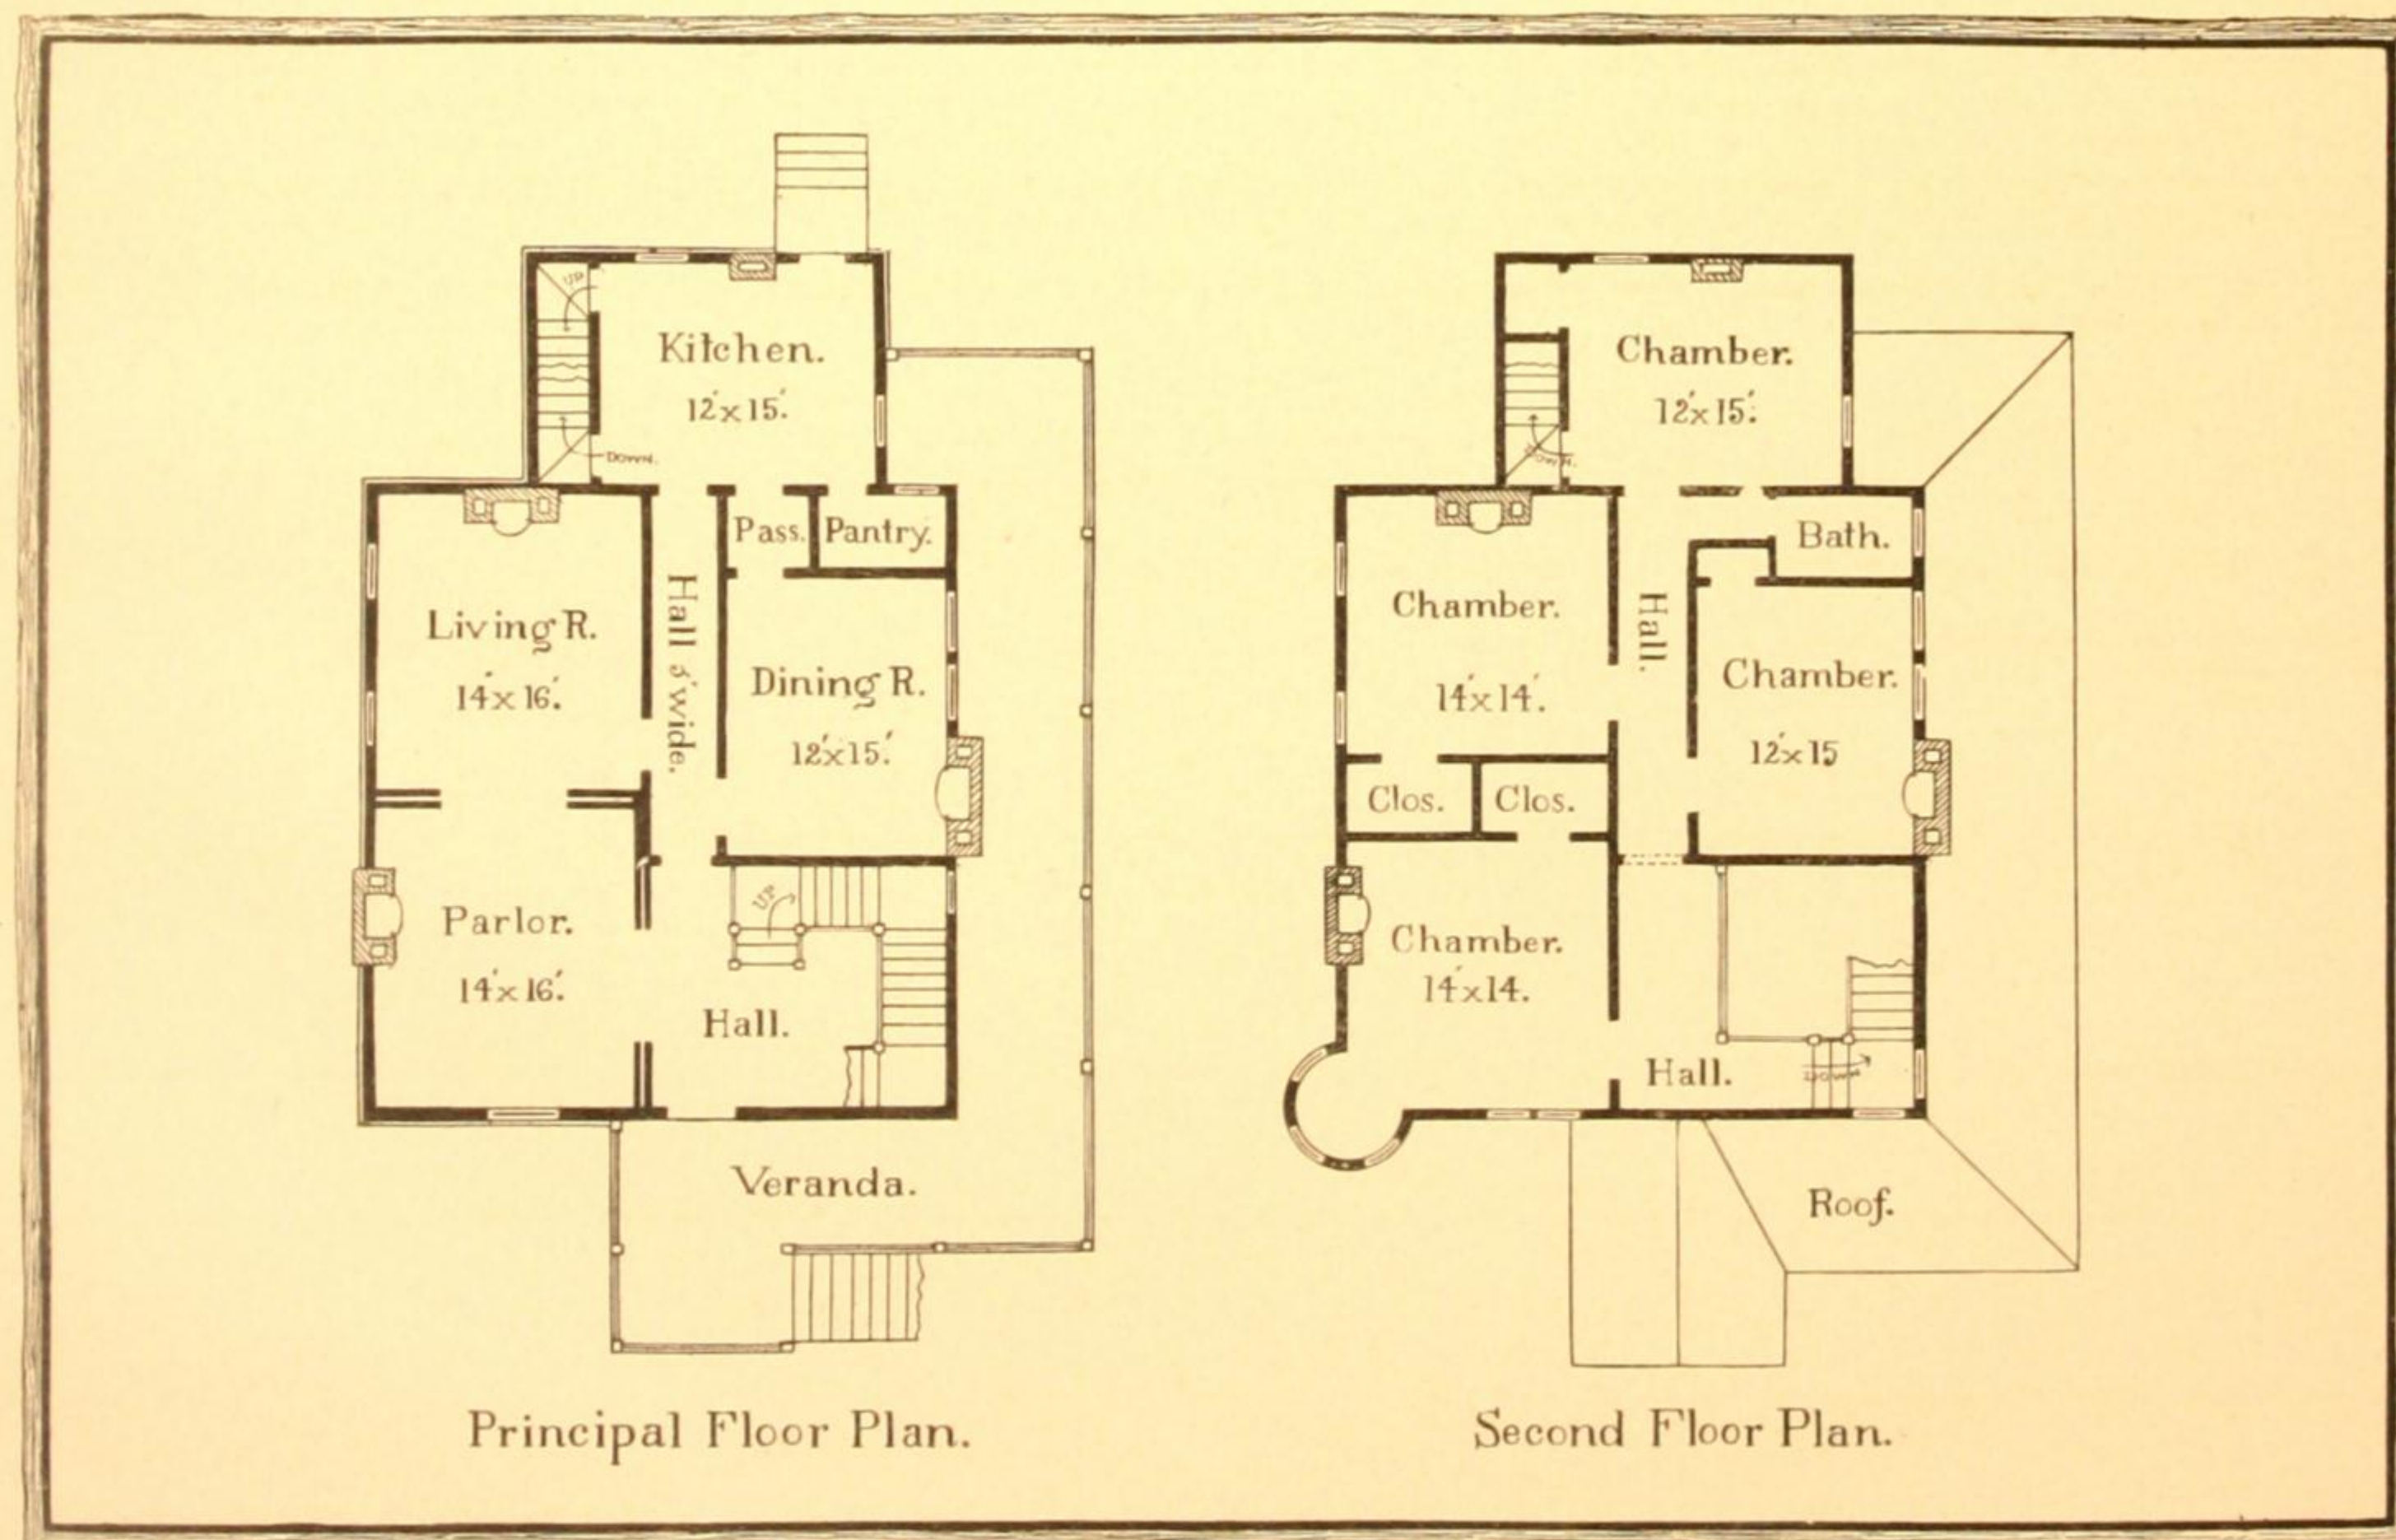 UP
Kitchen.
12'x15'.
DOWN.
Pass.
Pantry.
Living R.
14'x16'.
Hall wide.
Dining R.
12'x15'.
Parlor.
14'x16'.
UP
Hall.
Veranda.
Principal Floor Plan.
Chamber.
12'x15'.
DOWN.
Bath.
Chamber.
14'x14'.
Hall.
Chamber.
12'x15
Clos.
Clos.
Chamber.
14'x14.
Hall.
DOWN
Roof.
Second Floor Plan.